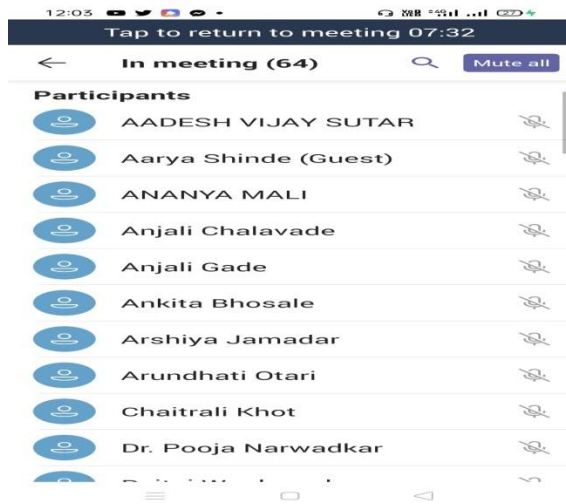 12:03
27
Tap to return to meeting 07:32
In meeting (64)
Mute all
Participants
AADESH VIJAY SUTAR
Aarya Shinde (Guest)
ANANYA MALI
Anjali Chalavade
Anjali Gade
Ankita Bhosale
Arshiya Jamadar
Arundhati Otari
Chaitrali Khot
Dr. Pooja Narwadkar